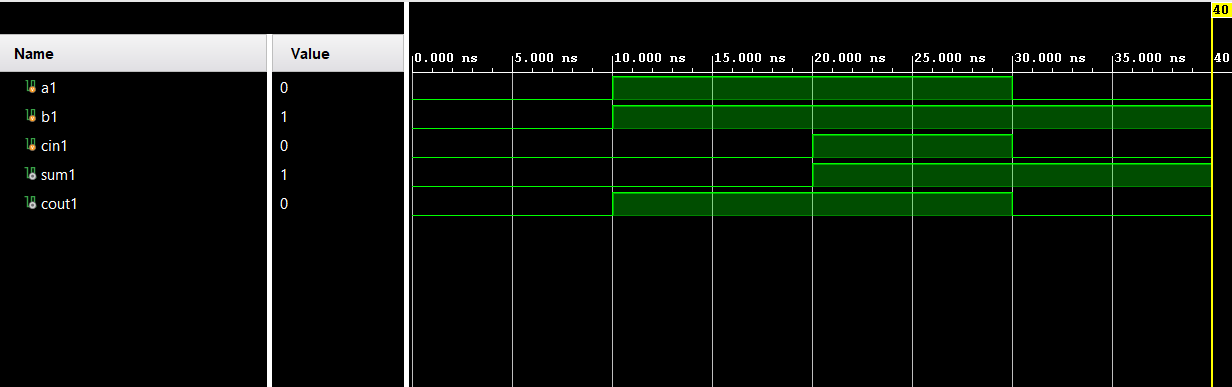 40
Name Value
0.000 ns 5.000 ns 10.000 ns 15.000 ns 20.000 ns 25.000 ns 30.000 ns 35.000 ns 40
a1 0
b1 1
cin1 0
sum1 1
cout1 0